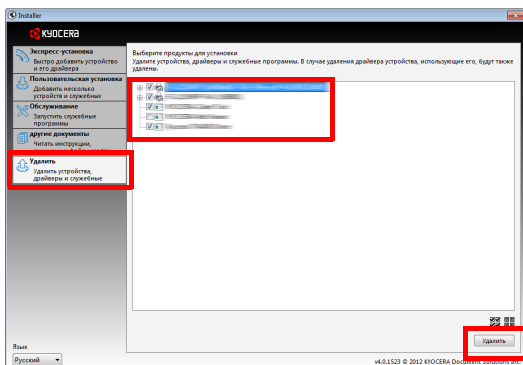 Installer
KYOCERA
Экспресс-установка
Быстро добавить устройство
и его драйвера
Пользовательская установка
Добавить несколько
устройств и служебных
Обслуживание
Запустить служебные
программы
другие документы
Читать инструкции,
Удалить
Удалить устройства,
драйверы и служебные
Выберите продукты для установки
Удалите устройства, драйверы и служебные программы. В случае удаления драйвера устройства, использующие его, будут также
удалены.
Удалить
Язык
Русский
v4.0.1523 © 2012 KYOCERA Document Solutions Inc.